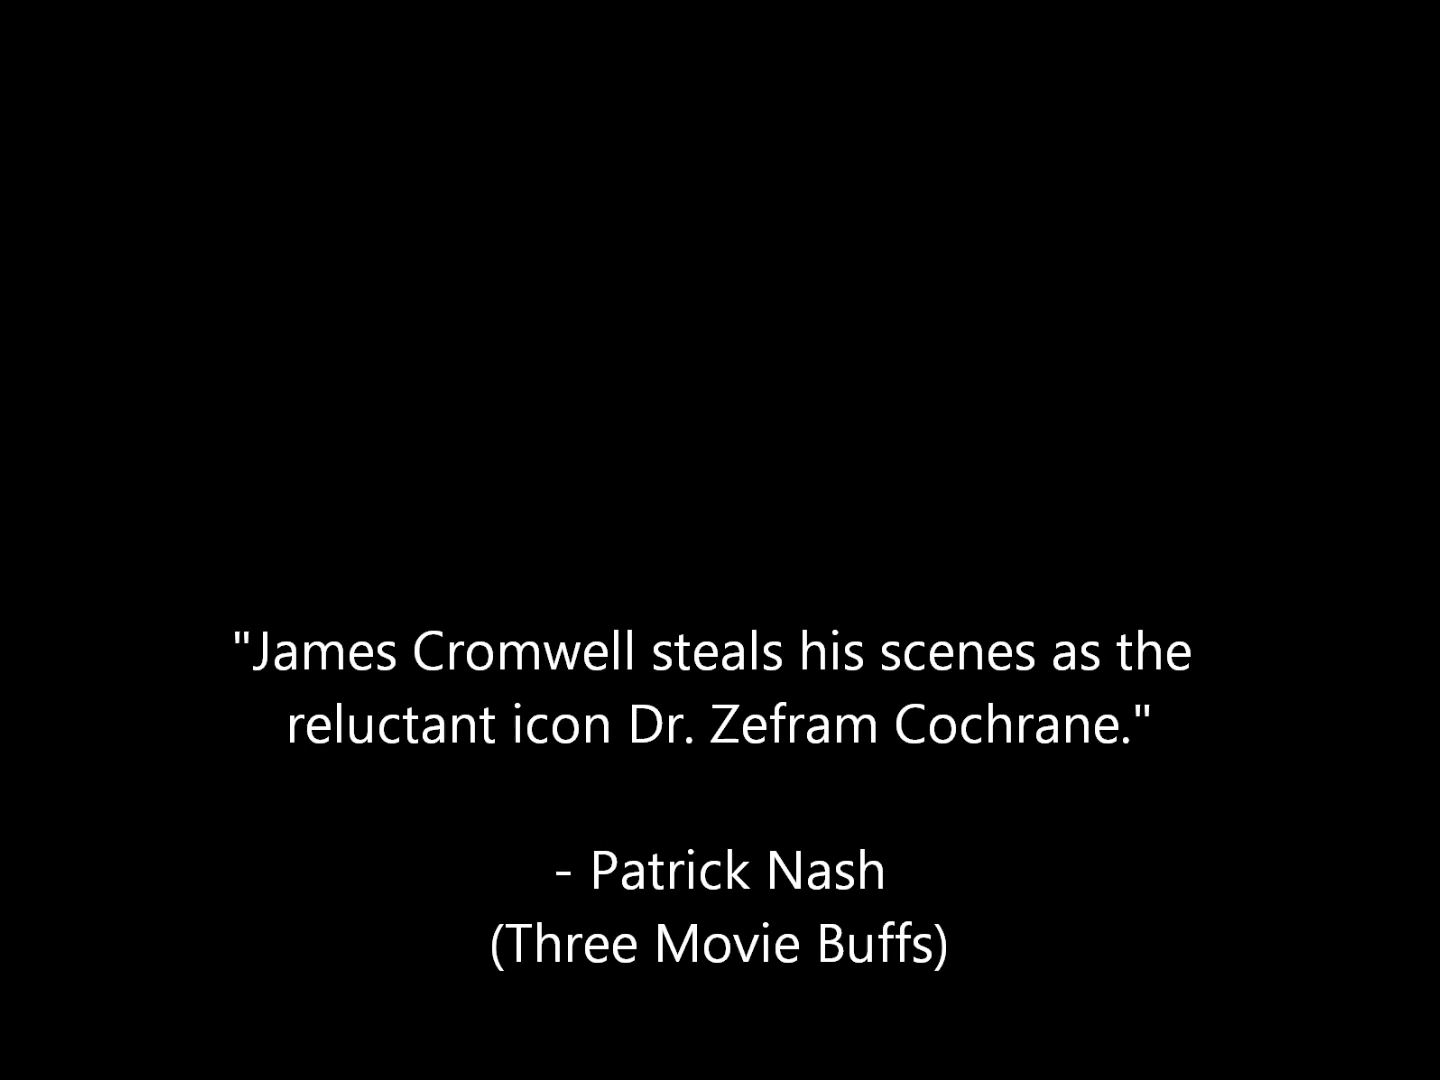 "James Cromwell steals his scenes as the
reluctant icon Dr. Zefram Cochrane."
- Patrick Nash
(Three Movie Buffs)